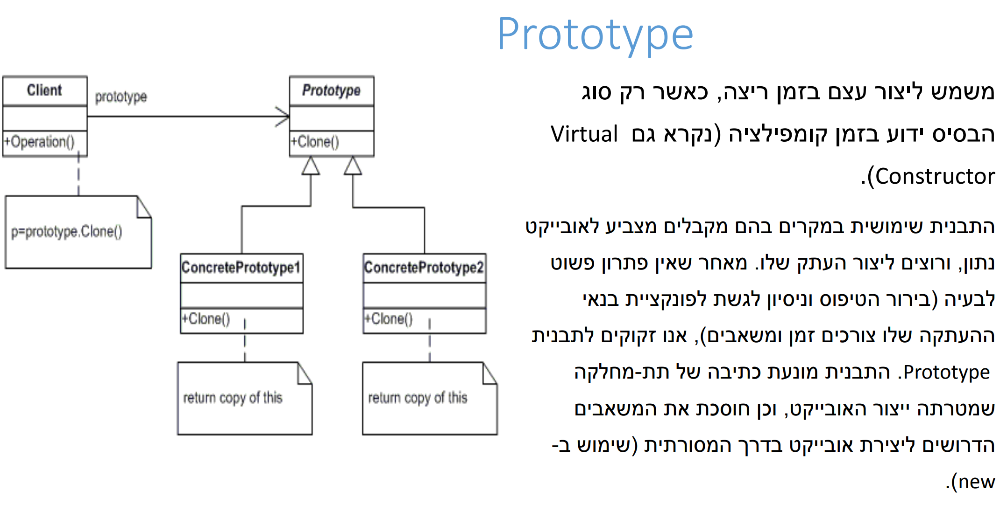 Prototype
משמש ליצור עצם בזמן ריצה, כאשר רק סוג
הבסיס ידוע בזמן קומפילציה (נקרא גם Virtual
Constructor).
התבנית שימושית במקרים בהם מקבלים מצביע לאובייקט
נתון, ורוצים ליצור העתק שלו. מאחר שאין פתרון פשוט
לבעיה (בירור הטיפוס וניסיון לגשת לפונקציית בנאי
ההעתקה שלו צורכים זמן ומשאבים), אנו זקוקים לתבנית
Prototype. התבנית מונעת כתיבה של תת-מחלקה
שמטרתה ייצור האובייקט, וכן חוסכת את המשאבים
הדרושים ליצירת אובייקט בדרך המסורתית (שימוש ב-
new).
Client
prototype
Prototype
+Operation()
+Clone()
p=prototype.Clone()
ConcretePrototype1
ConcretePrototype2
+Clone()
+Clone()
return copy of this
return copy of this